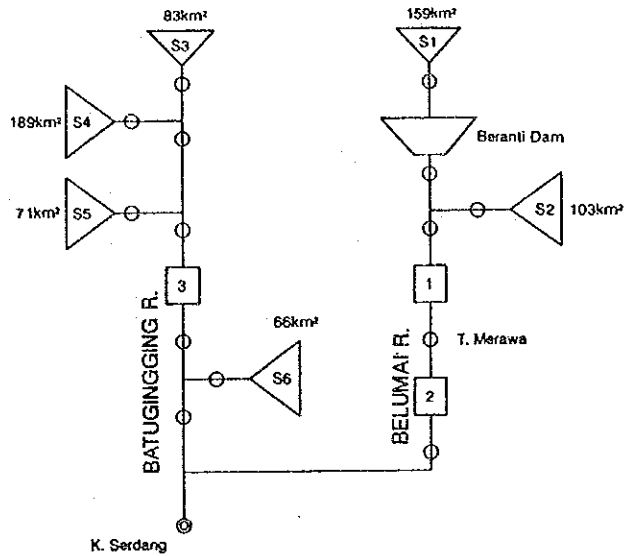 83km²
S3
159km²
S1
189km²
S4
Beranti Dam
71km²
S5
S2
103km²
3
1
BATUGINGGING R.
66km²
S6
BELUMAI R.
T. Merawa
2
K. Serdang